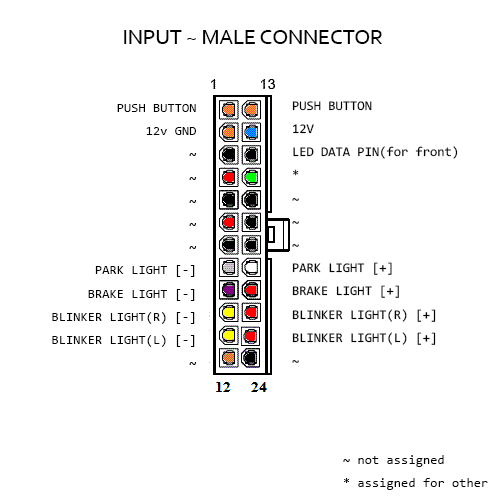 INPUT ~ MALE CONNECTOR
1 13
PUSH BUTTON PUSH BUTTON
12v GND 12V
~ LED DATA PIN(for front)
~ *
~ ~
~ ~
~ ~
PARK LIGHT [-] PARK LIGHT [+]
BRAKE LIGHT [-] BRAKE LIGHT [+]
BLINKER LIGHT(R) [-] BLINKER LIGHT(R) [+]
BLINKER LIGHT(L) [-] BLINKER LIGHT(L) [+]
~ ~
12 24
~ not assigned
* assigned for other